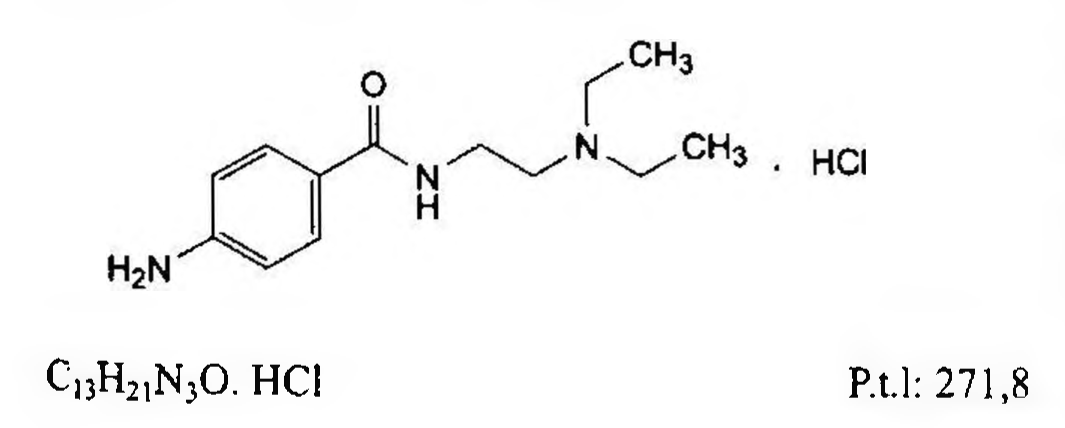 CH₃
O
N
CH₃ . HCl
N
H
H₂N
C₁₃H₂₁N₃O. HCl P.t.l: 271,8